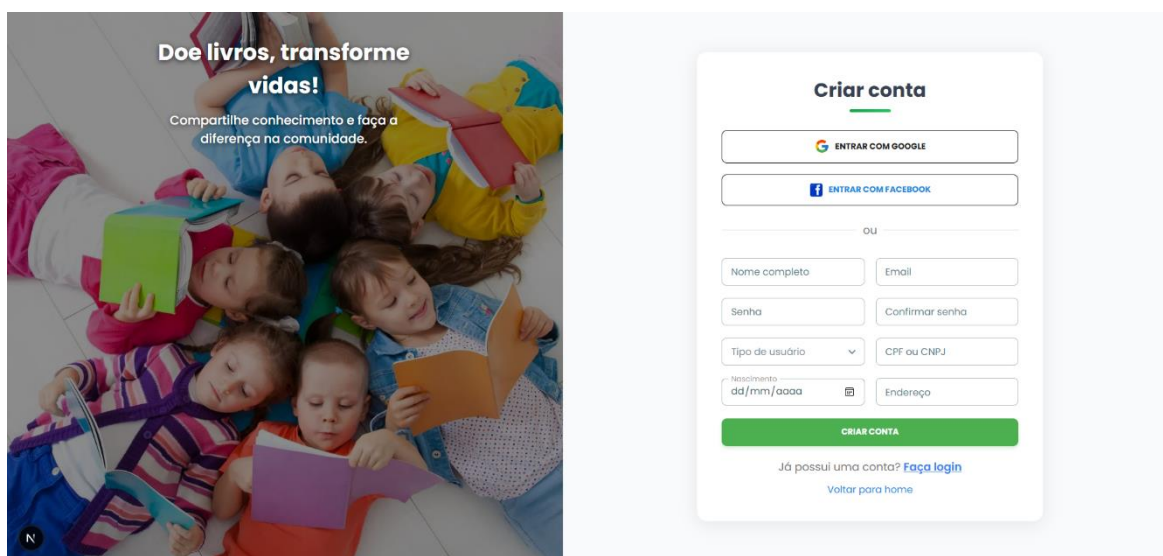 Doe livros, transforme
vidas!
Compartilhe conhecimento e faça a
diferença na comunidade.
N
Criar conta
ENTRAR COM GOOGLE
ENTRAR COM FACEBOOK
ou
Nome completo
Email
Senha
Confirmar senha
Tipo de usuário
CPF ou CNPJ
Nascimento
dd/mm/aaaa
Endereço
CRIAR CONTA
Já possui uma conta? Faça login
Voltar para home